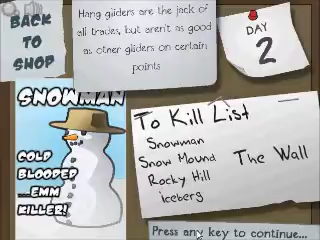 BACK
TO
SHOP
Hang gliders are the jack of
all trades, but aren't as good
as other gliders on certain
points
DAY
2
SNOWMAN
COLD
BLOODED
...EMM
KILLER!
To Kill List
Snowman
Snow Mound
Rocky Hill
iceberg
The Wall
Press any key to continue...